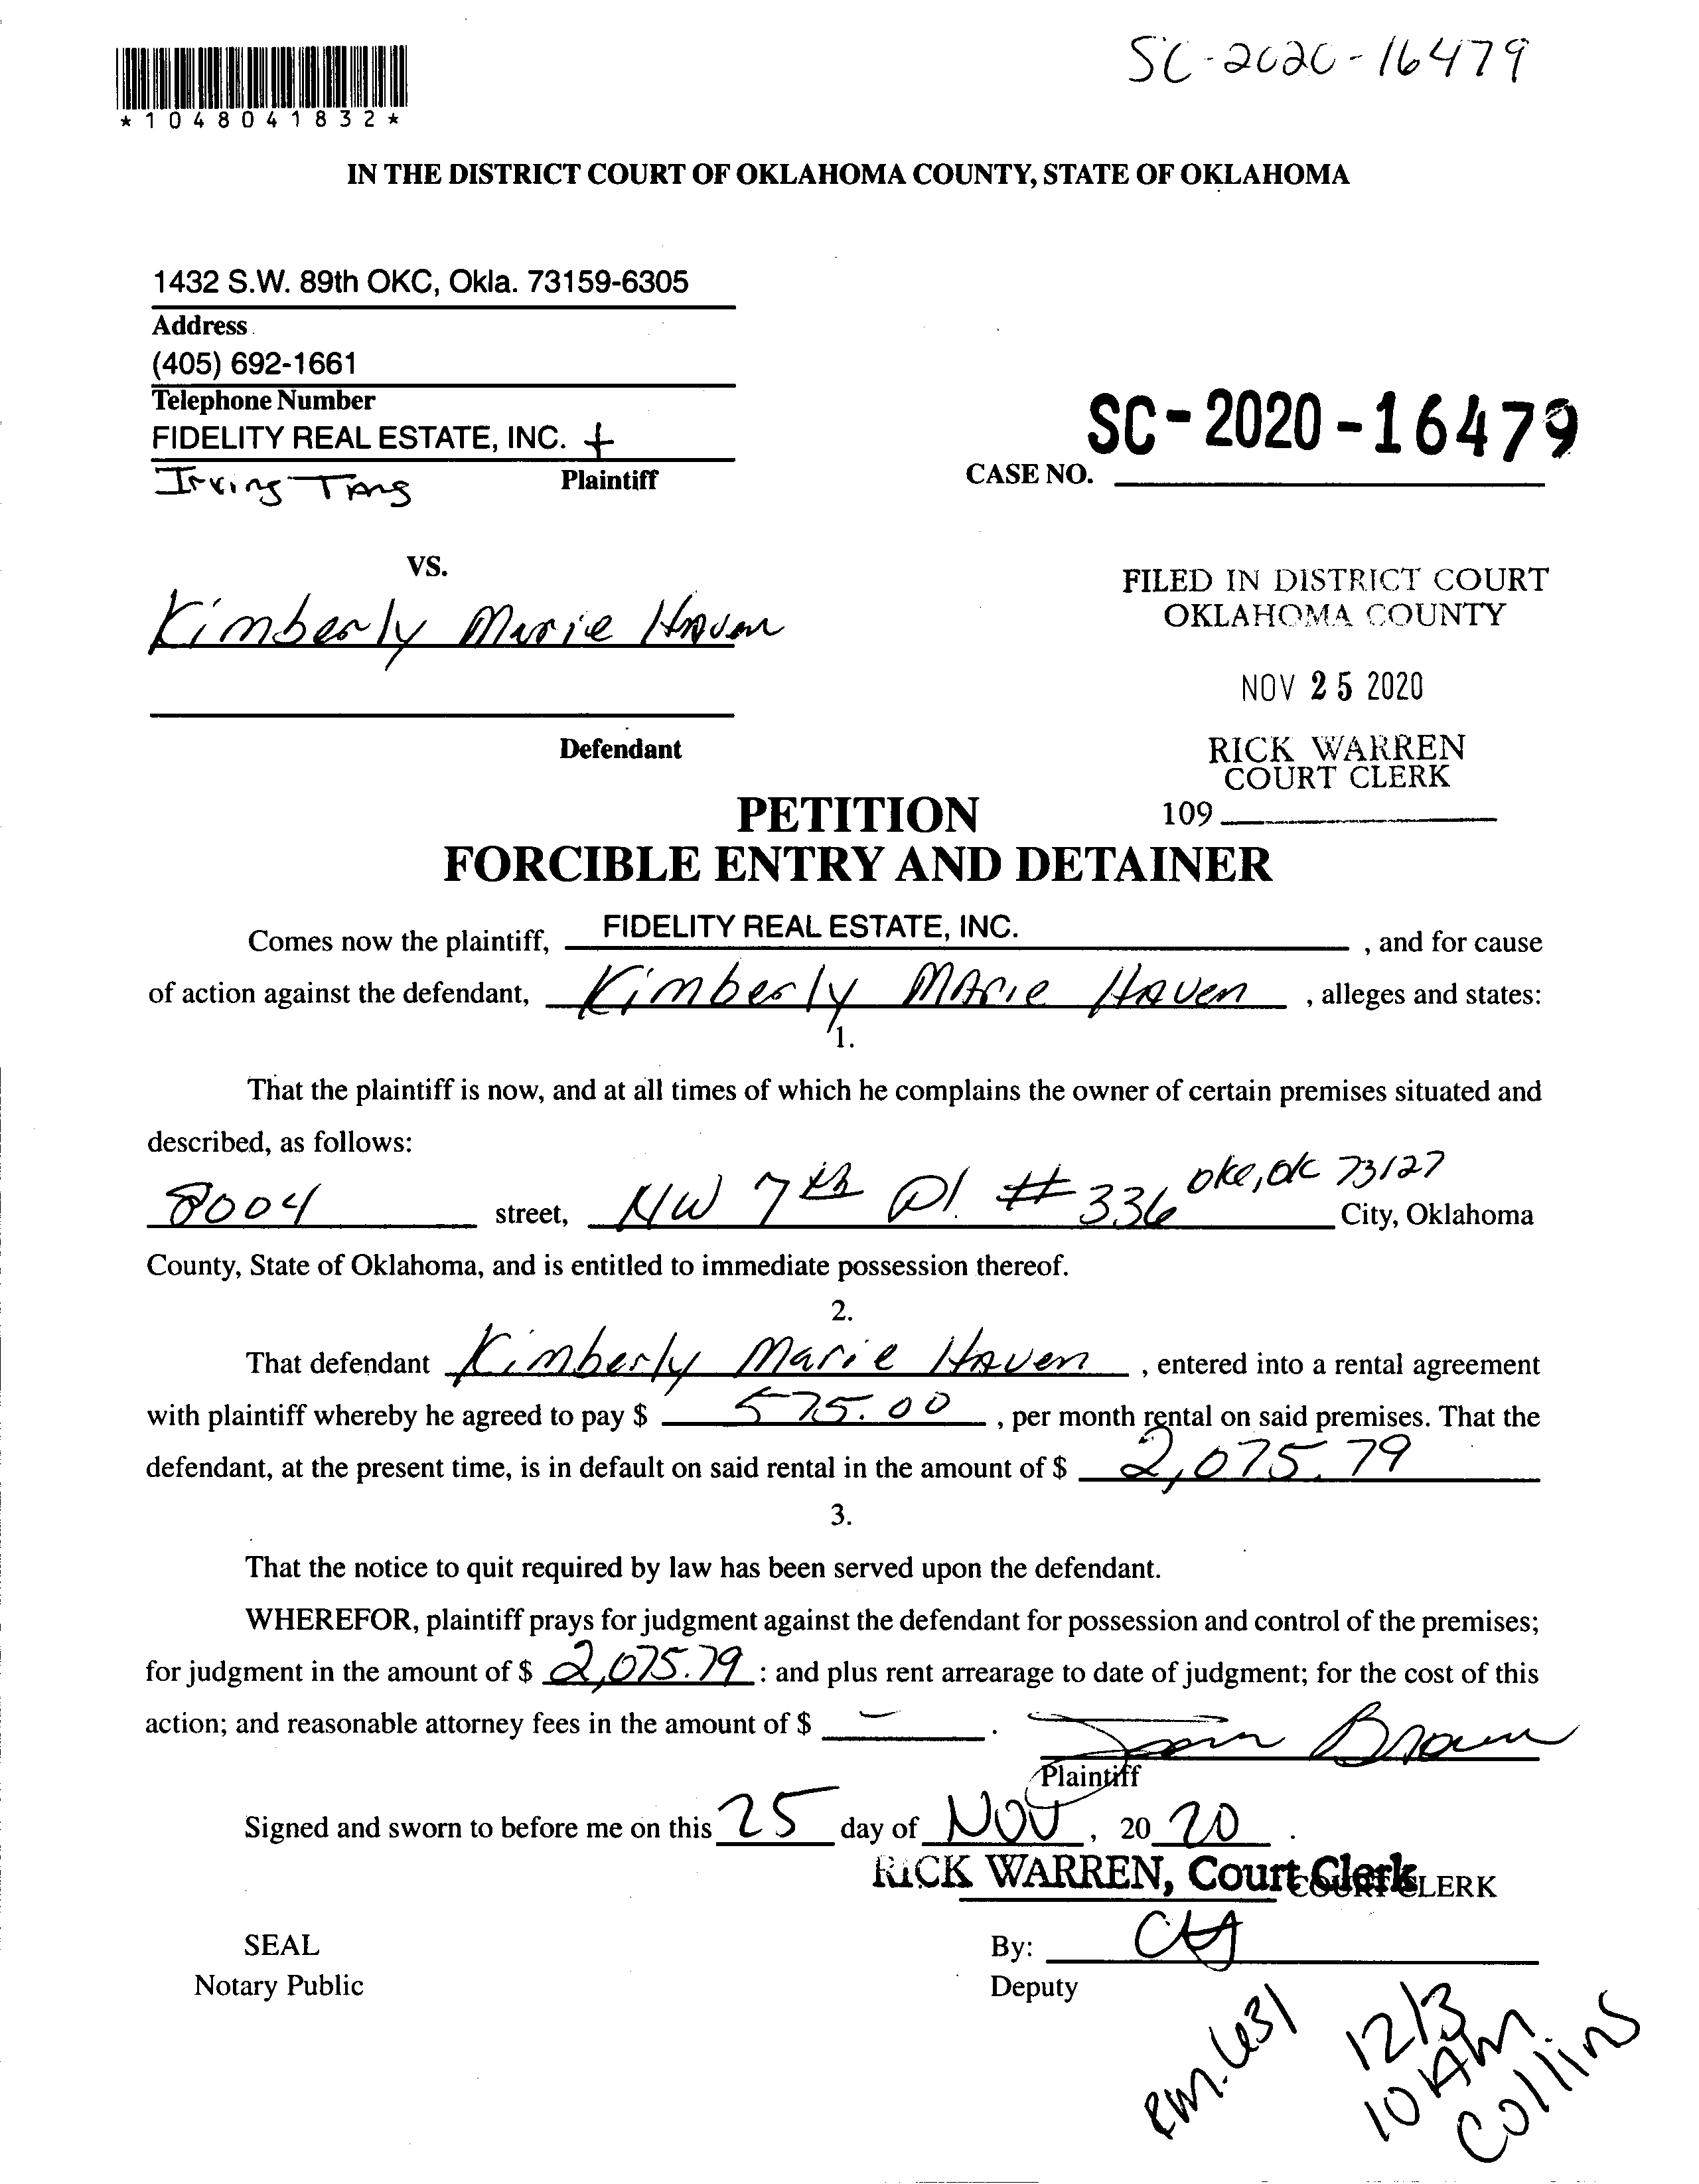 SC-2020-16479
*1048041832*
IN THE DISTRICT COURT OF OKLAHOMA COUNTY, STATE OF OKLAHOMA
1432 S.W. 89th OKC, Okla. 73159-6305
Address
(405) 692-1661
Telephone Number
FIDELITY REAL ESTATE, INC. +
Irving Tang Plaintiff
SC-2020-16479
CASE NO.
VS.
Kimberly Marie Haven
Defendant
FILED IN DISTRICT COURT
OKLAHOMA COUNTY
NOV 25 2020
RICK WARREN
COURT CLERK
109
PETITION
FORCIBLE ENTRY AND DETAINER
Comes now the plaintiff, FIDELITY REAL ESTATE, INC. , and for cause
of action against the defendant, Kimberly Marie Haven , alleges and states:
1.
That the plaintiff is now, and at all times of which he complains the owner of certain premises situated and
described, as follows:
8004 street, NW 7th Pl. #336 okc, ok 73127 City, Oklahoma
County, State of Oklahoma, and is entitled to immediate possession thereof.
2.
That defendant Kimberly Marie Haven , entered into a rental agreement
with plaintiff whereby he agreed to pay $ 575.00 , per month rental on said premises. That the
defendant, at the present time, is in default on said rental in the amount of $ 2,075.79
3.
That the notice to quit required by law has been served upon the defendant.
WHEREFOR, plaintiff prays for judgment against the defendant for possession and control of the premises;
for judgment in the amount of $ 2,075.79 : and plus rent arrearage to date of judgment; for the cost of this
action; and reasonable attorney fees in the amount of $ - .
Brown
Plaintiff
Signed and sworn to before me on this 25 day of NOV , 20 20 .
RICK WARREN, Court Clerk COURT CLERK
SEAL
Notary Public
By:
Deputy
RM. 631
12/3
10 AM
Collins